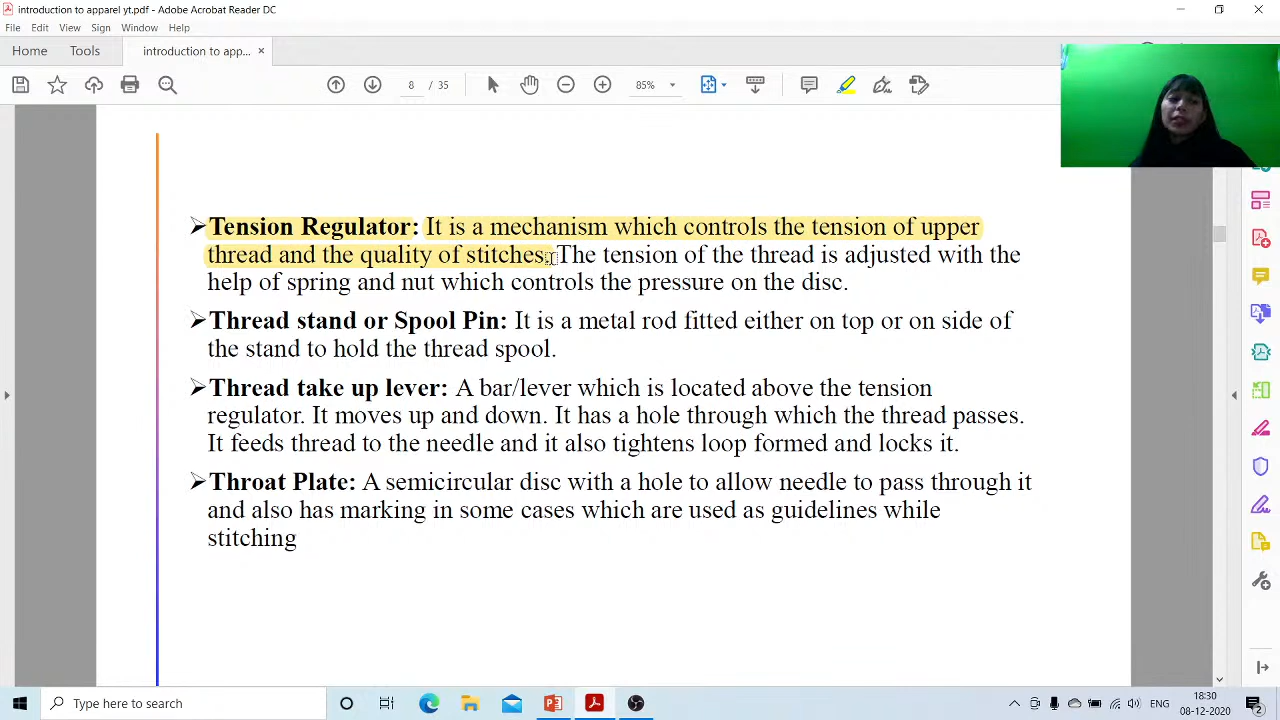 introduction to apparel yt.pdf - Adobe Acrobat Reader DC
File Edit View Sign Window Help
Home Tools introduction to app... ×
8 / 35 85%
➢Tension Regulator: It is a mechanism which controls the tension of upper
thread and the quality of stitches. The tension of the thread is adjusted with the
help of spring and nut which controls the pressure on the disc.
➢Thread stand or Spool Pin: It is a metal rod fitted either on top or on side of
the stand to hold the thread spool.
➢Thread take up lever: A bar/lever which is located above the tension
regulator. It moves up and down. It has a hole through which the thread passes.
It feeds thread to the needle and it also tightens loop formed and locks it.
➢Throat Plate: A semicircular disc with a hole to allow needle to pass through it
and also has marking in some cases which are used as guidelines while
stitching
Type here to search
ENG
18:30
08-12-2020
2